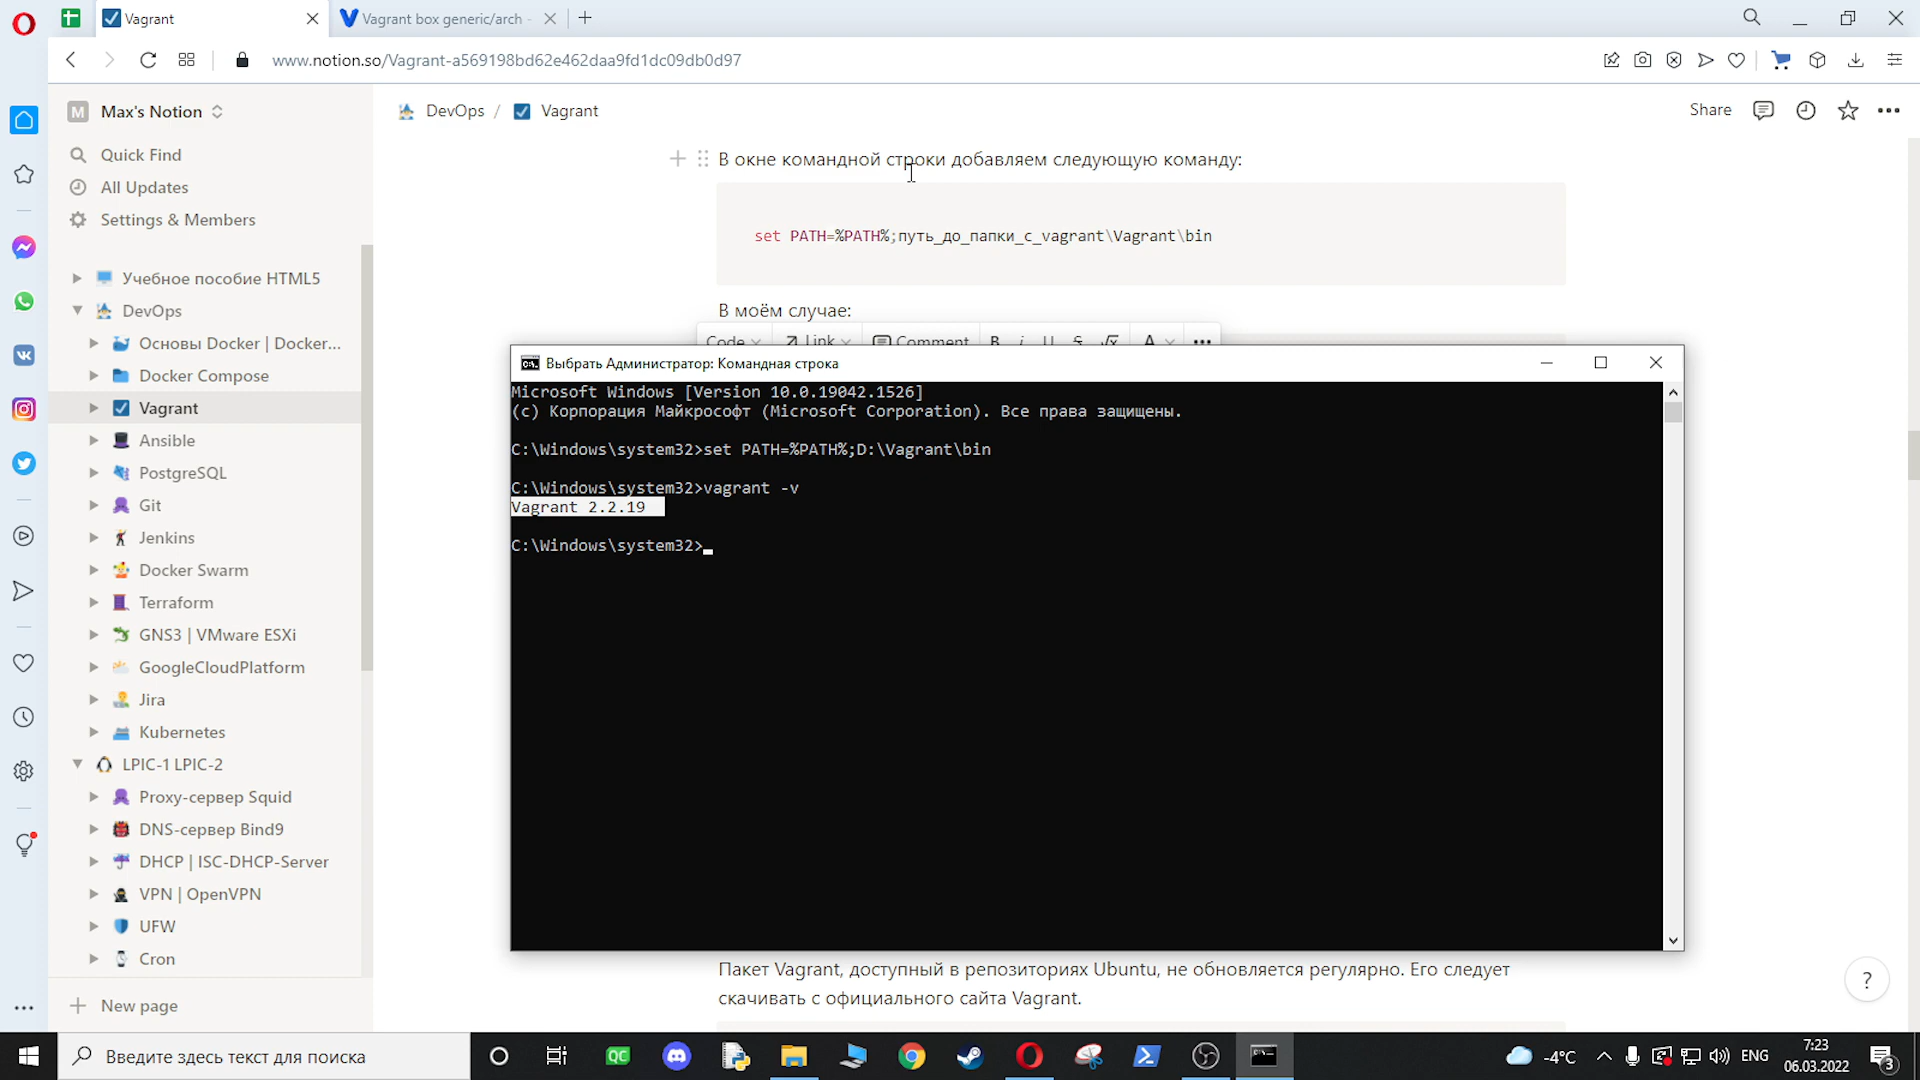 Vagrant
Vagrant box generic/arch -
www.notion.so/Vagrant-a569198bd62e462daa9fd1dc09db0d97
M Max's Notion
DevOps / Vagrant
Share
Quick Find
All Updates
Settings & Members
Учебное пособие HTML5
DevOps
Основы Docker | Docker...
Docker Compose
Vagrant
Ansible
PostgreSQL
Git
Jenkins
Docker Swarm
Terraform
GNS3 | VMware ESXi
GoogleCloudPlatform
Jira
Kubernetes
LPIC-1 LPIC-2
Proxy-сервер Squid
DNS-сервер Bind9
DHCP | ISC-DHCP-Server
VPN | OpenVPN
UFW
Cron
New page
В окне командной строки добавляем следующую команду:
set PATH=%PATH%;путь_до_папки_с_vagrant\Vagrant\bin
В моём случае:
Code Link Comment B i U S √x A
Выбрать Администратор: Командная строка
Microsoft Windows [Version 10.0.19042.1526]
(c) Корпорация Майкрософт (Microsoft Corporation). Все права защищены.
C:\Windows\system32>set PATH=%PATH%;D:\Vagrant\bin
C:\Windows\system32>vagrant -v
Vagrant 2.2.19
C:\Windows\system32>
Пакет Vagrant, доступный в репозиториях Ubuntu, не обновляется регулярно. Его следует
скачивать с официального сайта Vagrant.
?
Введите здесь текст для поиска
QC
-4°C
ENG
7:23
06.03.2022
3